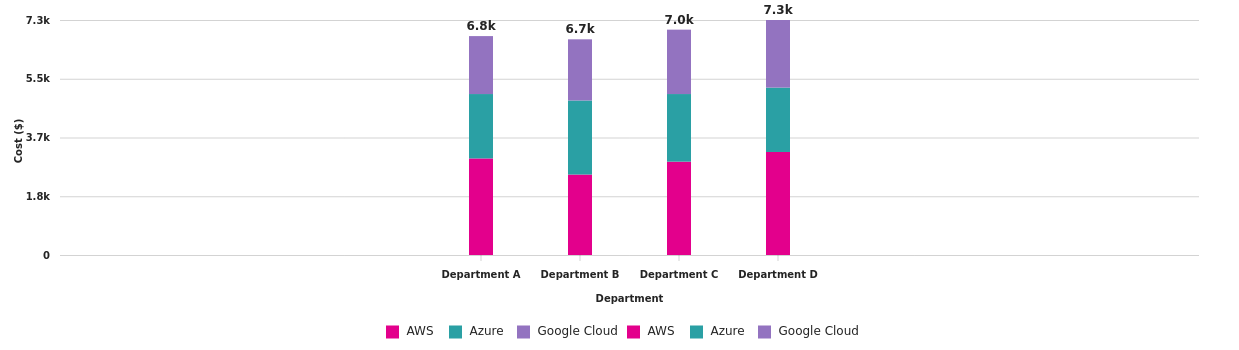 7.3k
5.5k
3.7k
1.8k
0
Cost ($)
6.8k
6.7k
7.0k
7.3k
Department A Department B Department C Department D
Department
AWS Azure Google Cloud AWS Azure Google Cloud